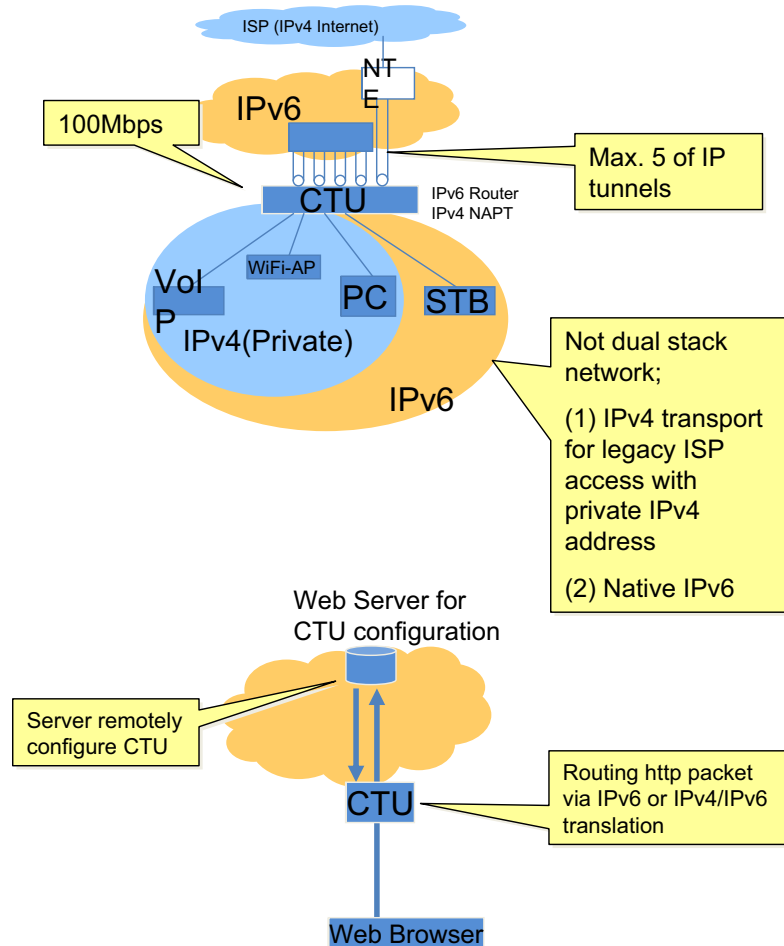 ISP (IPv4 Internet)
NT
E
IPv6
100Mbps
Max. 5 of IP
tunnels
CTU
IPv6 Router
IPv4 NAPT
WiFi-AP
VoI
P
PC
STB
IPv4(Private)
IPv6
Not dual stack
network;
(1) IPv4 transport
for legacy ISP
access with
private IPv4
address
(2) Native IPv6
Web Server for
CTU configuration
Server remotely
configure CTU
CTU
Routing http packet
via IPv6 or IPv4/IPv6
translation
Web Browser